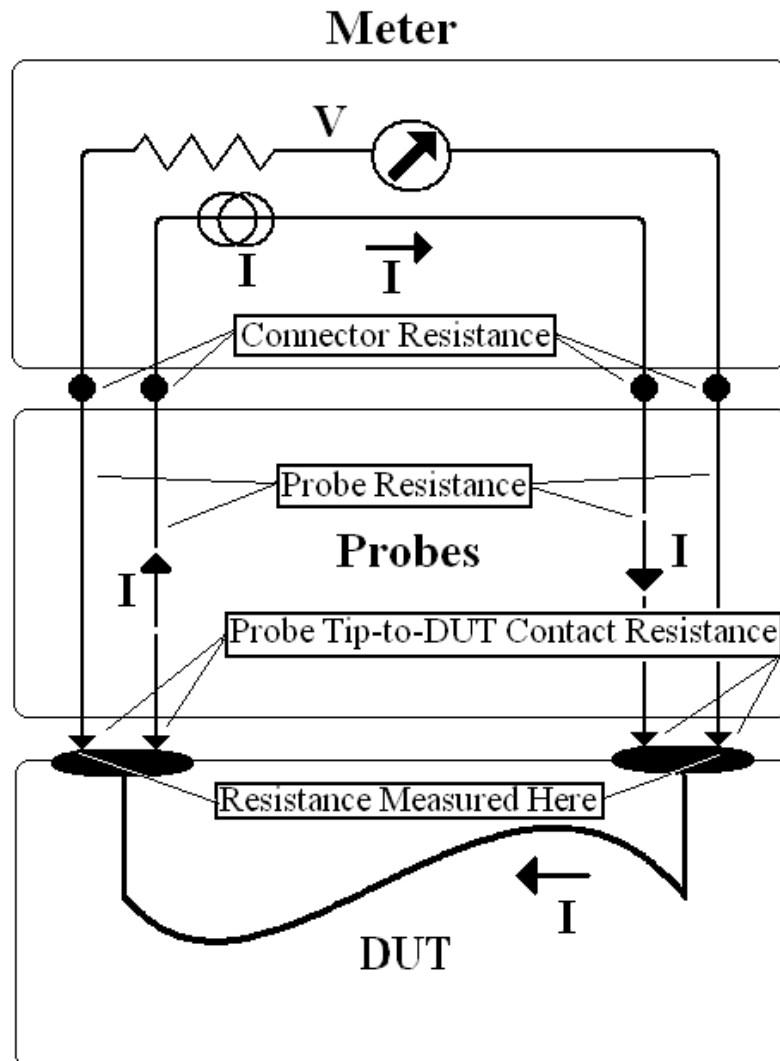 Meter
V
I
I
Connector Resistance
Probe Resistance
Probes
I
I
Probe Tip-to-DUT Contact Resistance
Resistance Measured Here
I
DUT